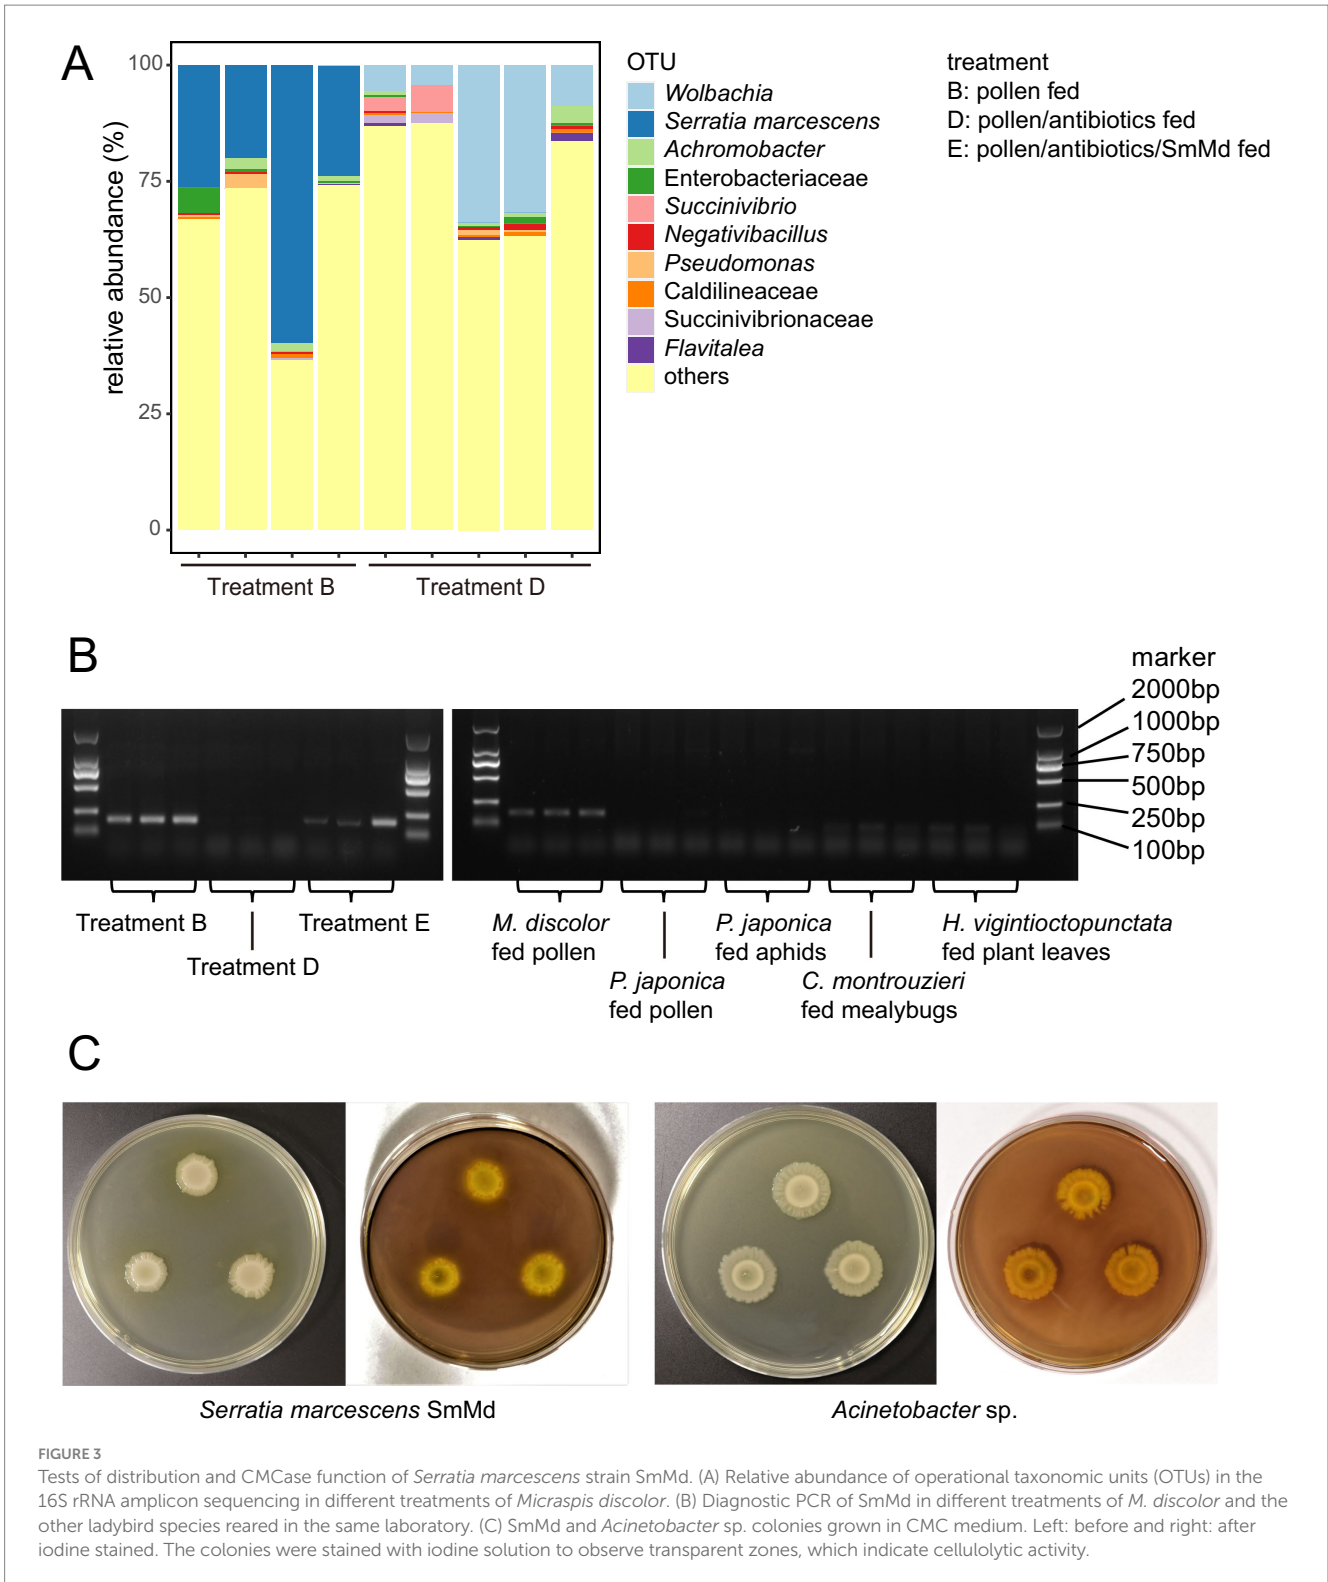 A
relative abundance (%)
100
75
50
25
0
Treatment B
Treatment D
OTU
Wolbachia
Serratia marcescens
Achromobacter
Enterobacteriaceae
Succinivibrio
Negativibacillus
Pseudomonas
Caldilineaceae
Succinivibrionaceae
Flavitalea
others
treatment
B: pollen fed
D: pollen/antibiotics fed
E: pollen/antibiotics/SmMd fed
B
marker
2000bp
1000bp
750bp
500bp
250bp
100bp
Treatment B
Treatment D
Treatment E
M. discolor
fed pollen
P. japonica
fed pollen
P. japonica
fed aphids
C. montrouzieri
fed mealybugs
H. vigintioctopunctata
fed plant leaves
C
Serratia marcescens SmMd
Acinetobacter sp.
FIGURE 3
Tests of distribution and CMCase function of Serratia marcescens strain SmMd. (A) Relative abundance of operational taxonomic units (OTUs) in the
16S rRNA amplicon sequencing in different treatments of Micraspis discolor. (B) Diagnostic PCR of SmMd in different treatments of M. discolor and the
other ladybird species reared in the same laboratory. (C) SmMd and Acinetobacter sp. colonies grown in CMC medium. Left: before and right: after
iodine stained. The colonies were stained with iodine solution to observe transparent zones, which indicate cellulolytic activity.